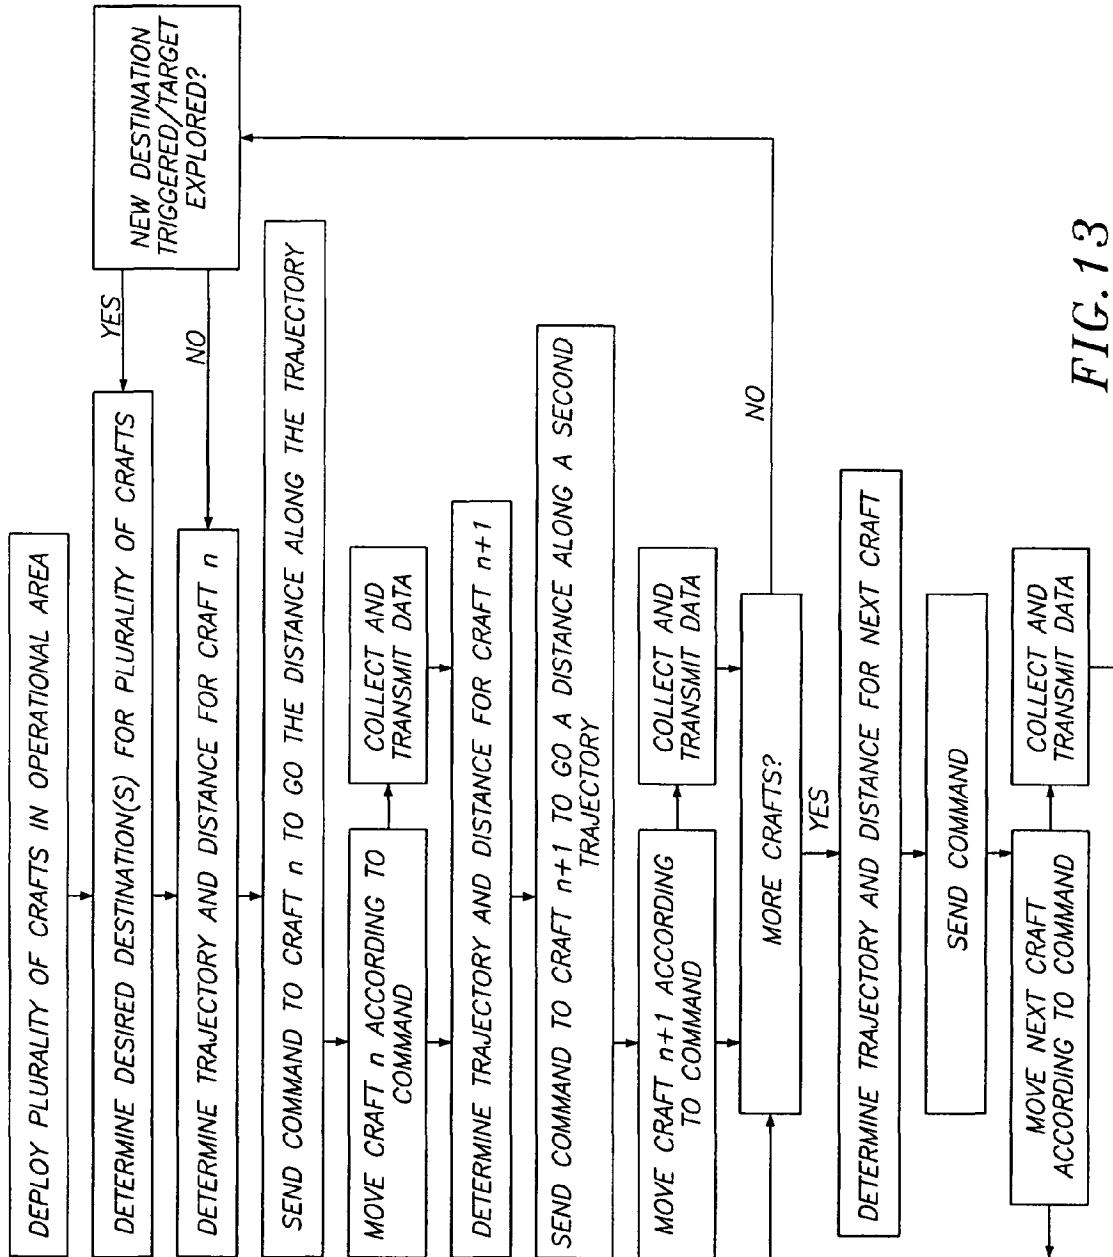 DEPLOY PLURALITY OF CRAFTS IN OPERATIONAL AREA
DETERMINE DESIRED DESTINATION(S) FOR PLURALITY OF CRAFTS
YES
NEW DESTINATION
TRIGGERED/TARGET
EXPLORED?
NO
DETERMINE TRAJECTORY AND DISTANCE FOR CRAFT n
SEND COMMAND TO CRAFT n TO GO THE DISTANCE ALONG THE TRAJECTORY
MOVE CRAFT n ACCORDING TO
COMMAND
COLLECT AND
TRANSMIT DATA
DETERMINE TRAJECTORY AND DISTANCE FOR CRAFT n+1
SEND COMMAND TO CRAFT n+1 TO GO A DISTANCE ALONG A SECOND
TRAJECTORY
MOVE CRAFT n+1 ACCORDING
TO COMMAND
COLLECT AND
TRANSMIT DATA
MORE CRAFTS?
NO
YES
DETERMINE TRAJECTORY AND DISTANCE FOR NEXT CRAFT
SEND COMMAND
MOVE NEXT CRAFT
ACCORDING TO COMMAND
COLLECT AND
TRANSMIT DATA
FIG.13